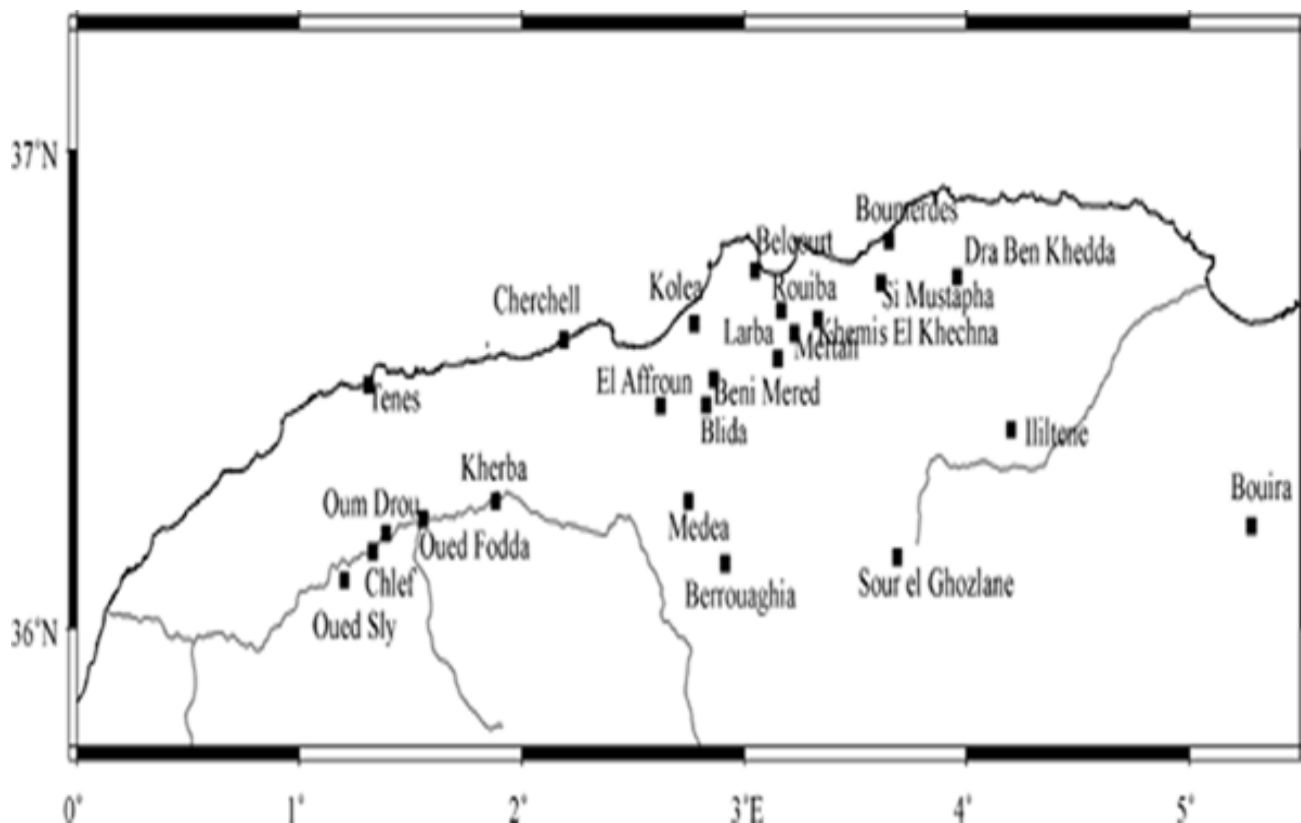 37°N
Boumerdes
Belcourt
Dra Ben Khedda
Kolea
Rouiba
Si Mustapha
Cherchell
Larba
Khemis El Khechna
Meftah
El Affroun
Beni Mered
Tenes
Blida
Ililtene
Kherba
Bouira
Oum Drou
Medea
Oued Fodda
Chlef
Sour el Ghozlane
Berrouaghia
Oued Sly
36°N
0° 1° 2° 3°E 4° 5°